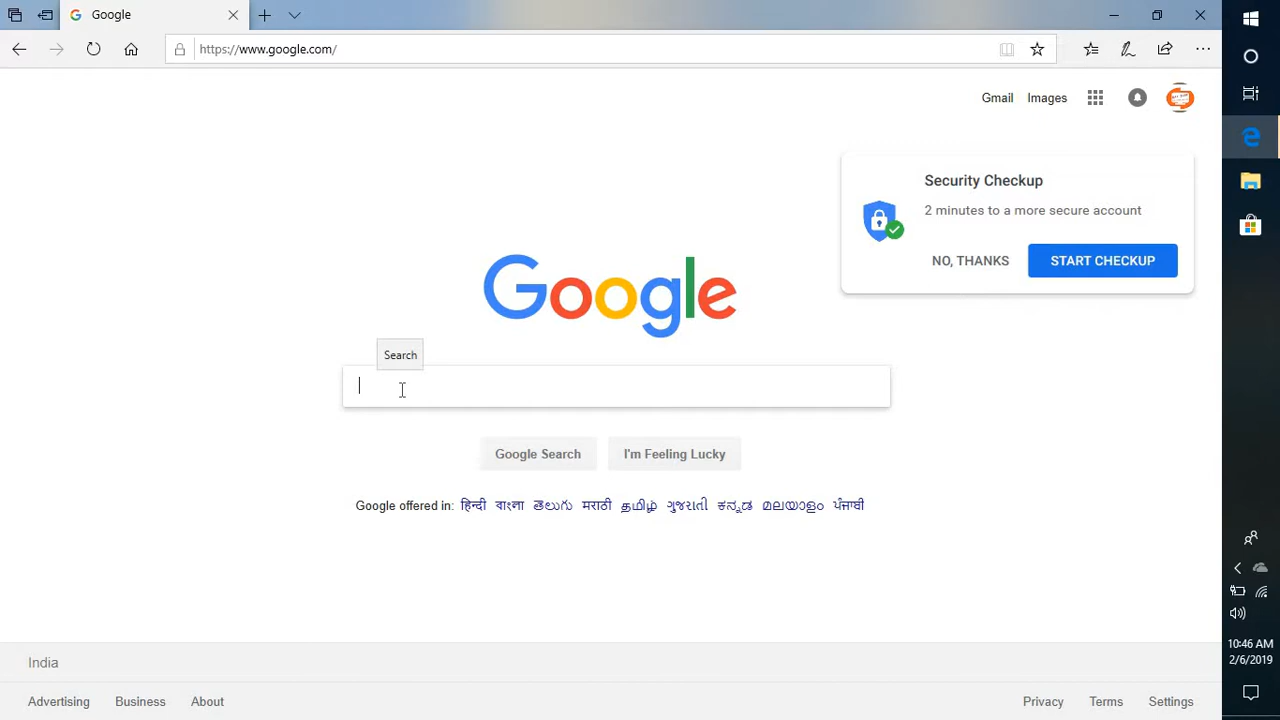 Google
https://www.google.com/
Gmail Images
Security Checkup
2 minutes to a more secure account
NO, THANKS START CHECKUP
Google
Search
Google Search I'm Feeling Lucky
Google offered in: हिन्दी বাংলা తెలుగు मराठी தமிழ் ગુજરાતી ಕನ್ನಡ മലയാളം ਪੰਜਾਬੀ
India
Advertising Business About Privacy Terms Settings
10:46 AM
2/6/2019